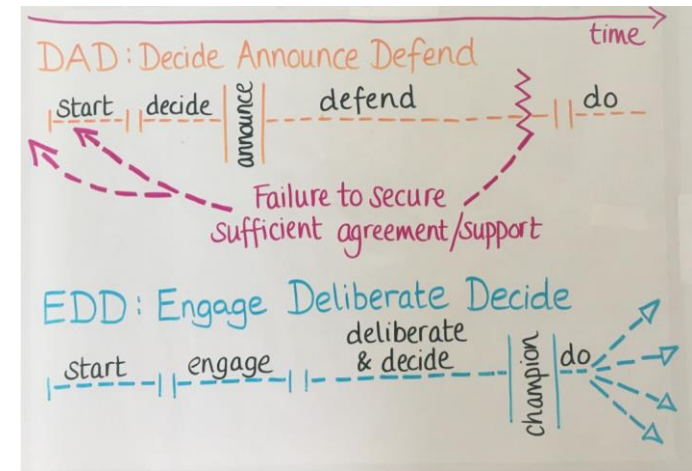 time
DAD: Decide Announce Defend
start decide announce defend do
Failure to secure
sufficient agreement/support
EDD: Engage Deliberate Decide
start engage deliberate
& decide champion do